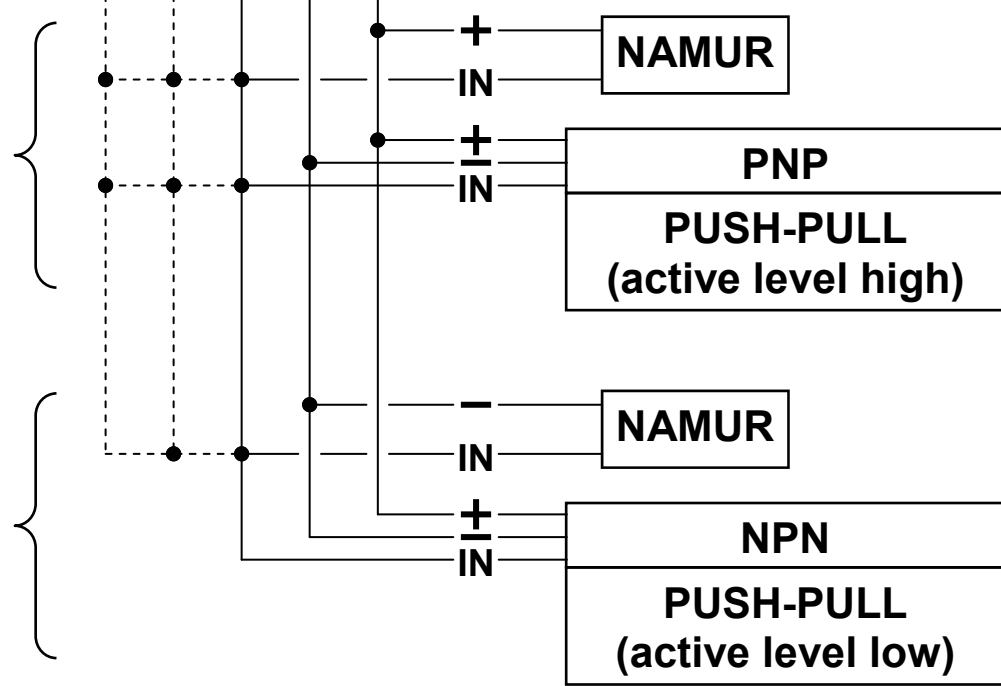 +
IN
NAMUR
+
−
IN
PNP
PUSH-PULL
(active level high)
−
IN
NAMUR
+
−
IN
NPN
PUSH-PULL
(active level low)